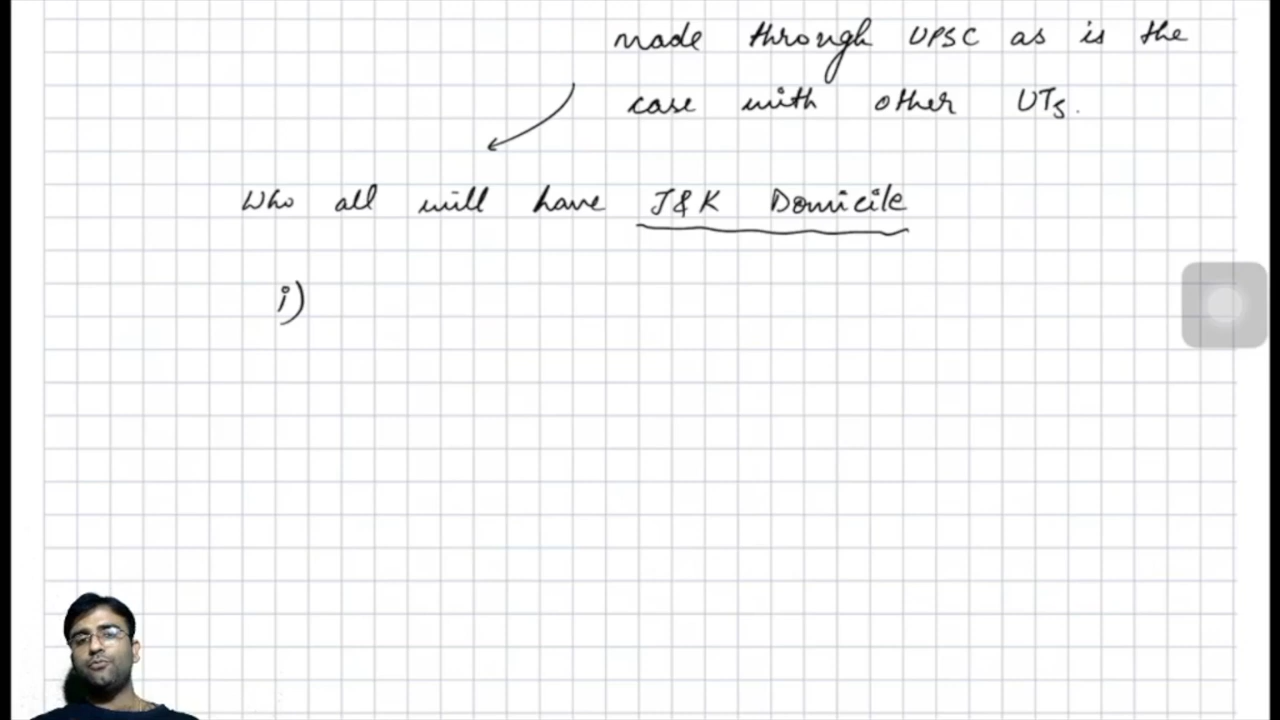 made through UPSC as is the
case with other UTs.
Who all will have J&K Domicile
i)